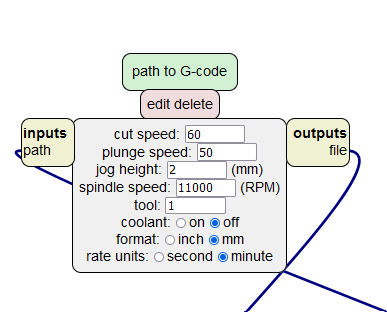 path to G-code
edit delete
inputs
path
outputs
file
cut speed: 60
plunge speed: 50
jog height: 2 (mm)
spindle speed: 11000 (RPM)
tool: 1
coolant: on off
format: inch mm
rate units: second minute